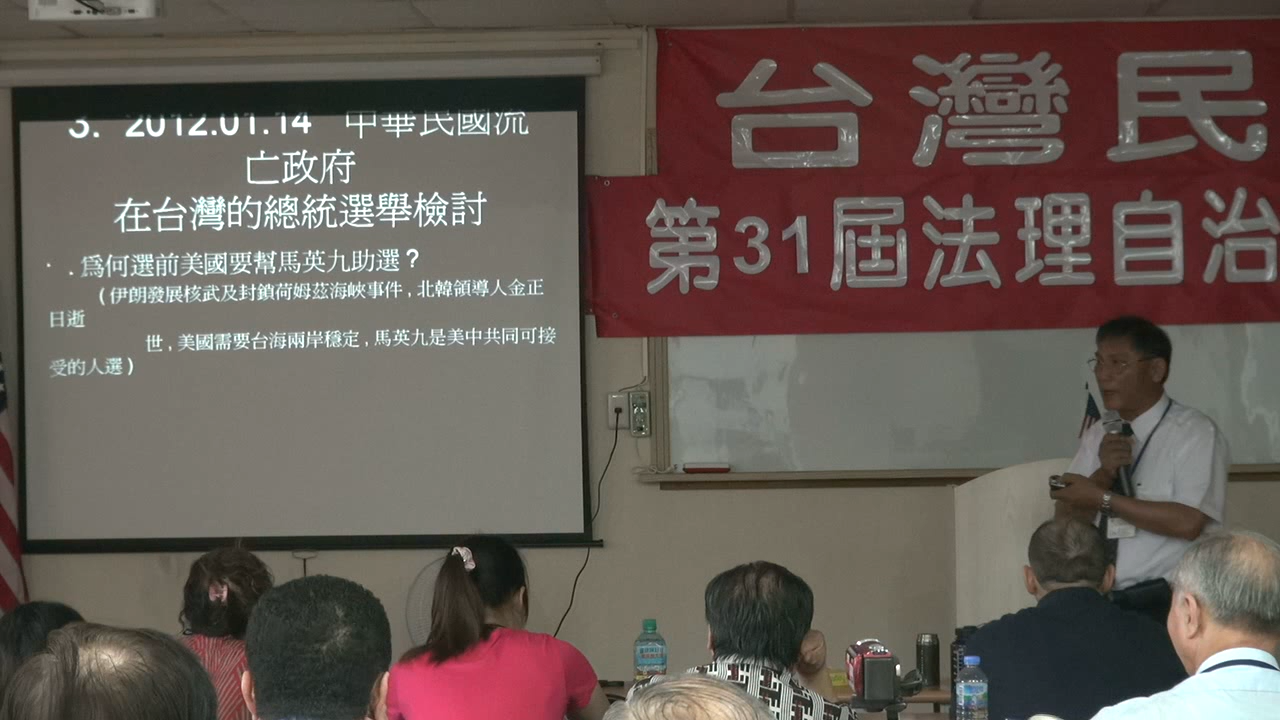 3. 2012.01.14 中華民國流
亡政府
在台灣的總統選舉檢討
．為何選前美國要幫馬英九助選？
(伊朗發展核武及封鎖荷姆茲海峽事件，北韓領導人金正
日逝
世，美國需要台海兩岸穩定，馬英九是美中共同可接
受的人選)
台灣民
第31屆法理自治